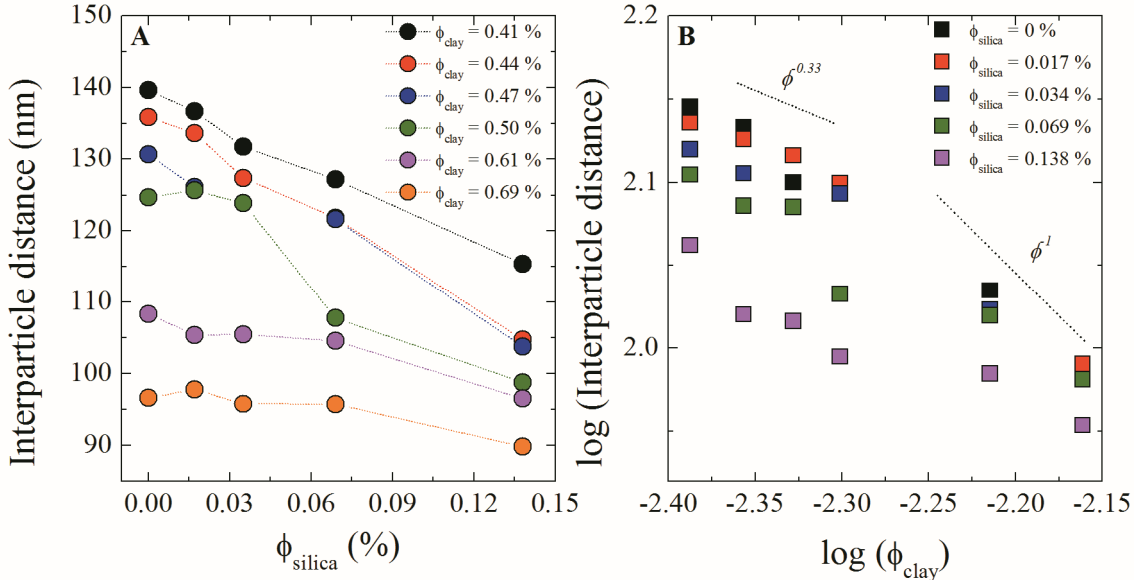 A
ϕclay = 0.41 %
ϕclay = 0.44 %
ϕclay = 0.47 %
ϕclay = 0.50 %
ϕclay = 0.61 %
ϕclay = 0.69 %
150
140
130
120
110
100
90
0.00
0.03
0.06
0.09
0.12
0.15
Interparticle distance (nm)
ϕsilica (%)
B
ϕsilica = 0 %
ϕsilica = 0.017 %
ϕsilica = 0.034 %
ϕsilica = 0.069 %
ϕsilica = 0.138 %
ϕ-0.33
ϕ-1
2.2
2.1
2.0
-2.40
-2.35
-2.30
-2.25
-2.20
-2.15
log (Interparticle distance)
log (ϕclay)